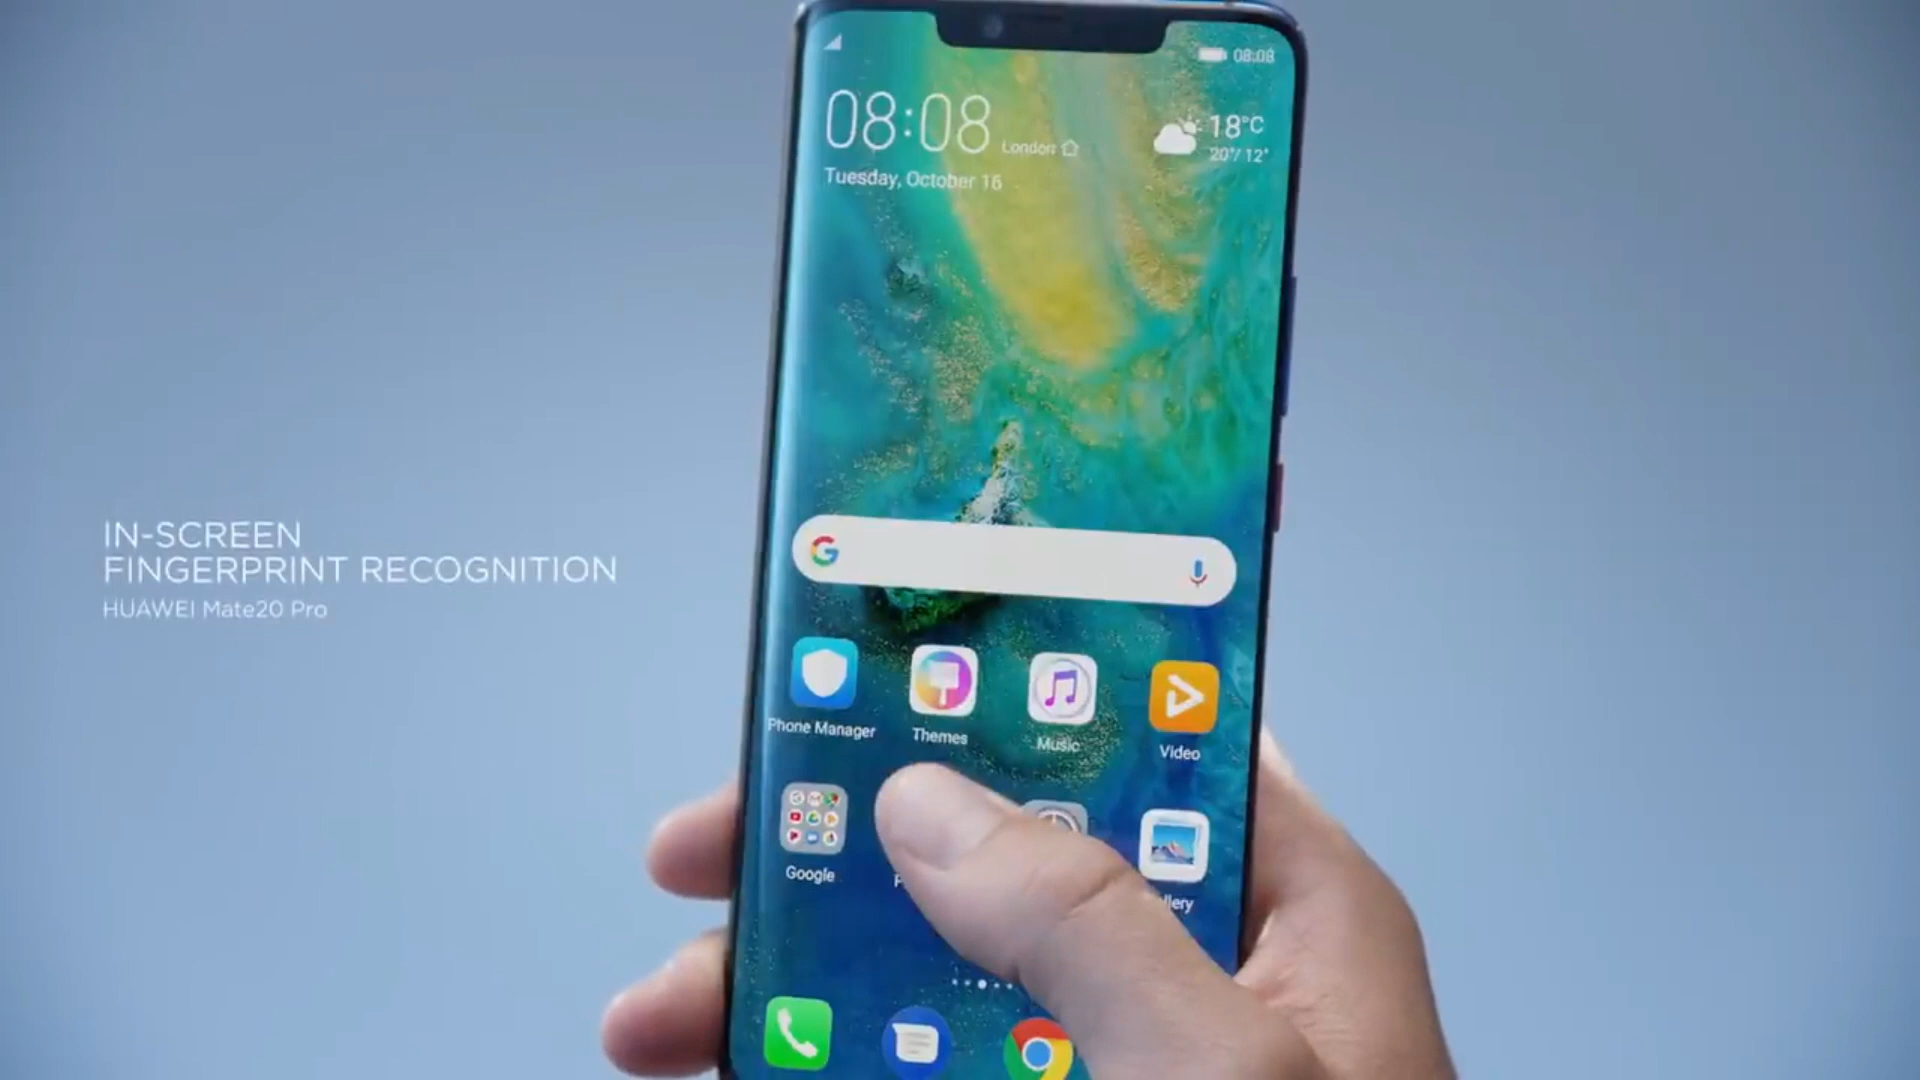 08:08
08:08
London
Tuesday, October 16
18°C
20°/ 12°
IN-SCREEN
FINGERPRINT RECOGNITION
HUAWEI Mate20 Pro
Phone Manager
Themes
Music
Video
Google